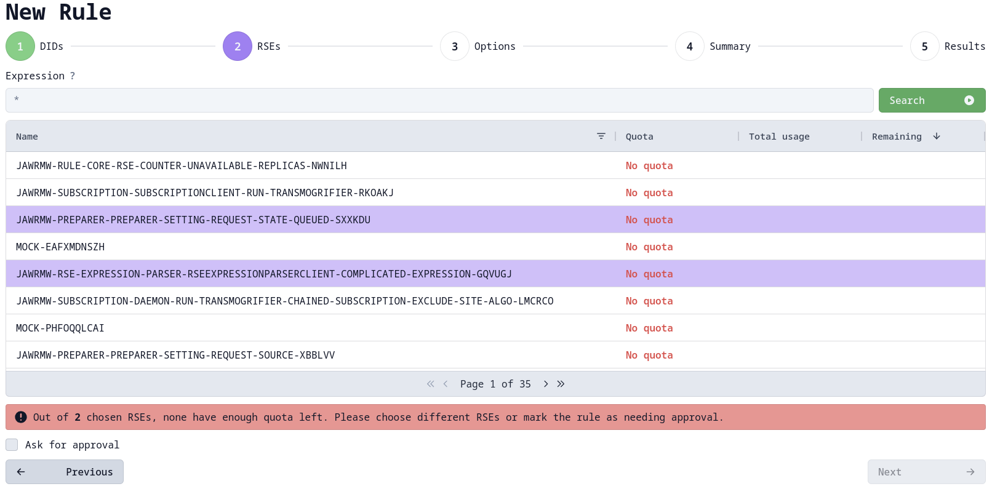 New Rule
1 DIDs 2 RSEs 3 Options 4 Summary 5 Results
Expression ?
* Search
Name Quota Total usage Remaining
JAWRMW-RULE-CORE-RSE-COUNTER-UNAVAILABLE-REPLICAS-NWNILH No quota
JAWRMW-SUBSCRIPTION-SUBSCRIPTIONCLIENT-RUN-TRANSMOGRIFIER-RKOAKJ No quota
JAWRMW-PREPARER-PREPARER-SETTING-REQUEST-STATE-QUEUED-SXXKDU No quota
MOCK-EAFXMDNSZH No quota
JAWRMW-RSE-EXPRESSION-PARSER-RSEEXPRESSIONPARSERCLIENT-COMPLICATED-EXPRESSION-GQVUGJ No quota
JAWRMW-SUBSCRIPTION-DAEMON-RUN-TRANSMOGRIFIER-CHAINED-SUBSCRIPTION-EXCLUDE-SITE-ALGO-LMCRCO No quota
MOCK-PHFOQQLCAI No quota
JAWRMW-PREPARER-PREPARER-SETTING-REQUEST-SOURCE-XBBLVV No quota
Page 1 of 35
Out of 2 chosen RSEs, none have enough quota left. Please choose different RSEs or mark the rule as needing approval.
Ask for approval
Previous Next